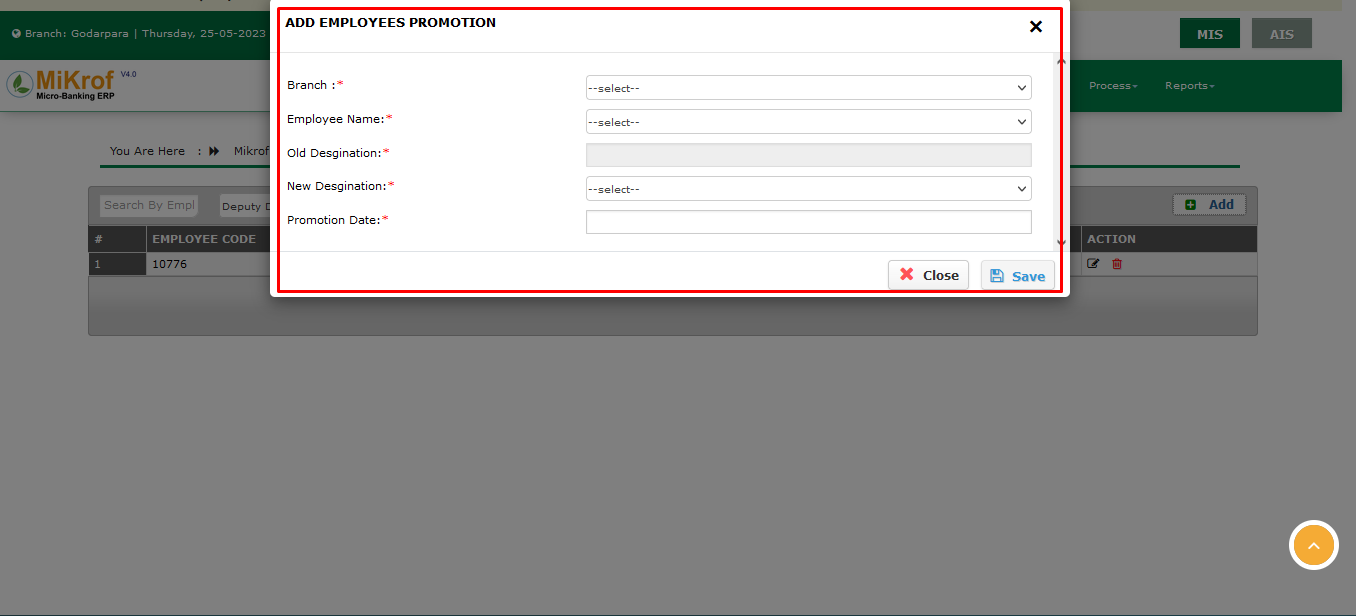 ADD EMPLOYEES PROMOTION
Branch: Godarpara | Thursday, 25-05-2023
MIS
AIS
MiKrof V4.0
Micro-Banking ERP
Process
Reports
Branch :*
--select--
Employee Name:*
--select--
You Are Here : Mikrof
Old Desgination:*
New Desgination:*
--select--
Search By Empl
Deputy D
Add
Promotion Date:*
# EMPLOYEE CODE
ACTION
1 10776
Close
Save